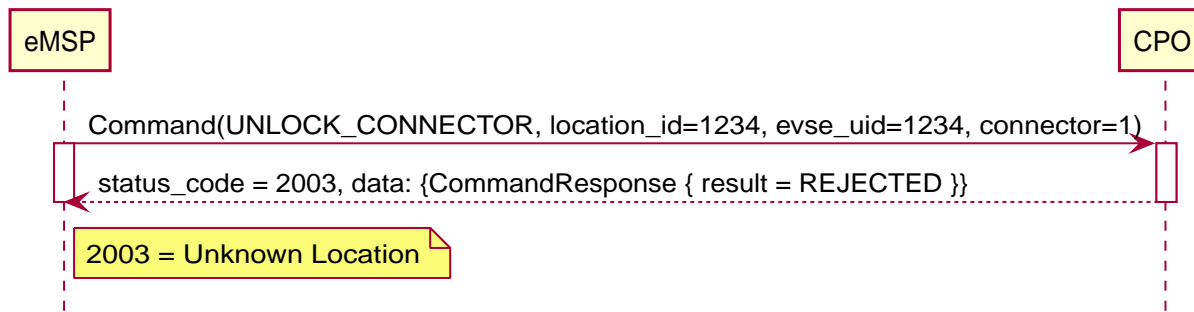 eMSP
CPO
Command(UNLOCK_CONNECTOR, location_id=1234, evse_uid=1234, connector=1)
status_code = 2003, data: {CommandResponse { result = REJECTED }}
2003 = Unknown Location